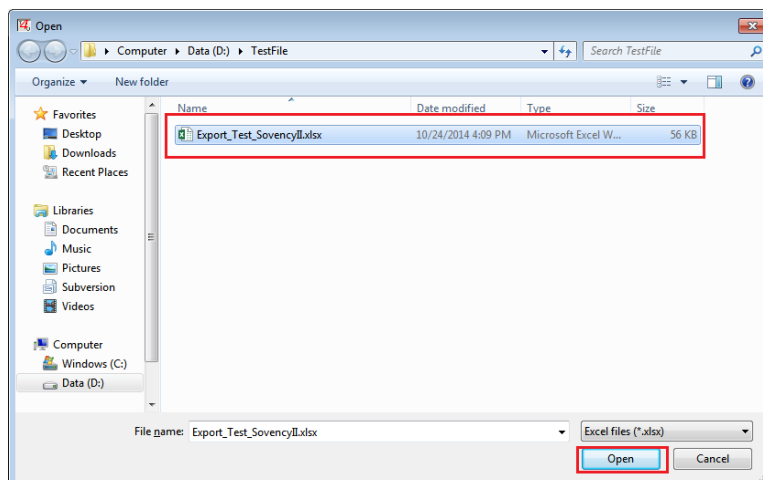 Open
Computer ▸ Data (D:) ▸ TestFile
Search TestFile
Organize
New folder
Name
Date modified
Type
Size
Export_Test_SovencyII.xlsx
10/24/2014 4:09 PM
Microsoft Excel W...
56 KB
Favorites
Desktop
Downloads
Recent Places
Libraries
Documents
Music
Pictures
Subversion
Videos
Computer
Windows (C:)
Data (D:)
File name:
Export_Test_SovencyII.xlsx
Excel files (*.xlsx)
Open
Cancel